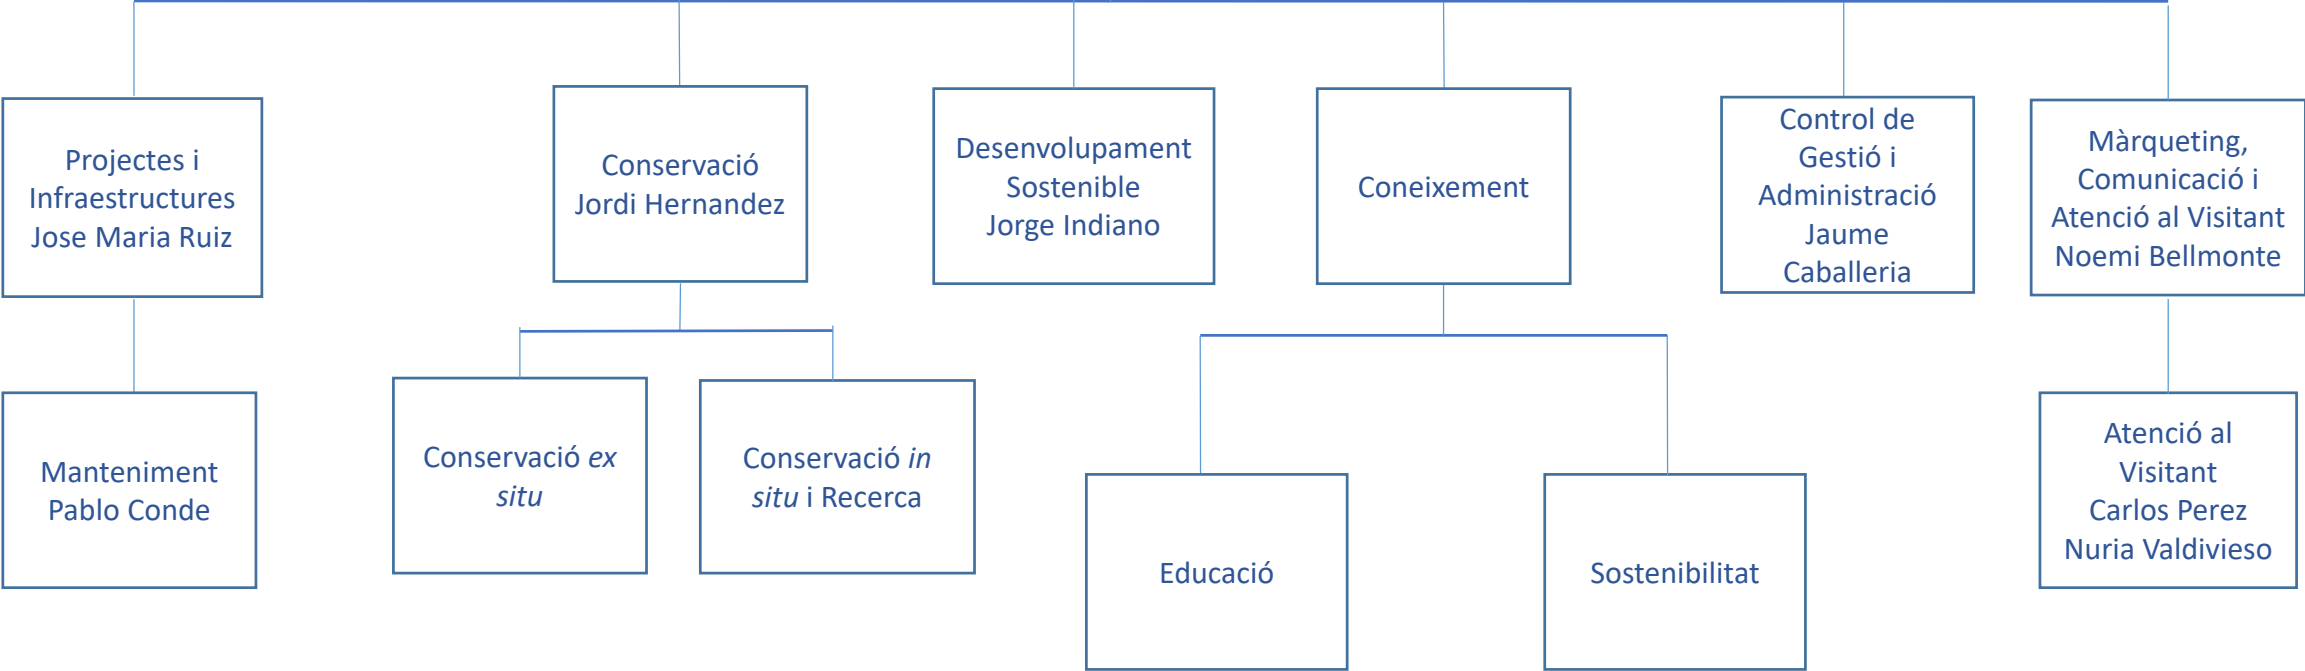 Projectes i
Infraestructures
Jose Maria Ruiz
Conservació
Jordi Hernandez
Desenvolupament
Sostenible
Jorge Indiano
Coneixement
Control de
Gestió i
Administració
Jaume
Caballeria
Màrqueting,
Comunicació i
Atenció al Visitant
Noemi Bellmonte
Manteniment
Pablo Conde
Conservació ex
situ
Conservació in
situ i Recerca
Educació
Sostenibilitat
Atenció al
Visitant
Carlos Perez
Nuria Valdivieso